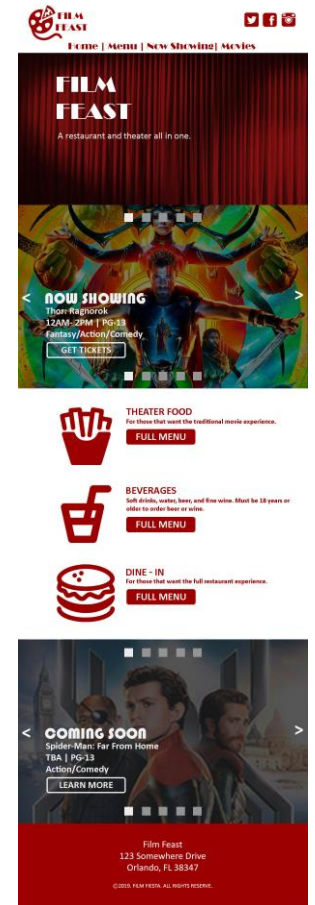 FILM
FEAST
Home | Menu | Now Showing| Movies
FILM
FEAST
A restaurant and theater all in one.
NOW SHOWING
Thor: Ragnorok
12AM- 2PM | PG-13
Fantasy/Action/Comedy
GET TICKETS
THEATER FOOD
For those that want the traditional movie experience.
FULL MENU
BEVERAGES
Soft drinks, water, beer, and fine wine. Must be 18 years or
older to order beer or wine.
FULL MENU
DINE - IN
For those that want the full restaurant experience.
FULL MENU
COMING SOON
Spider-Man: Far From Home
TBA | PG-13
Action/Comedy
LEARN MORE
Film Feast
123 Somewhere Drive
Orlando, FL 38347
©2019. FILM FIESTA. ALL RIGHTS RESERVE.